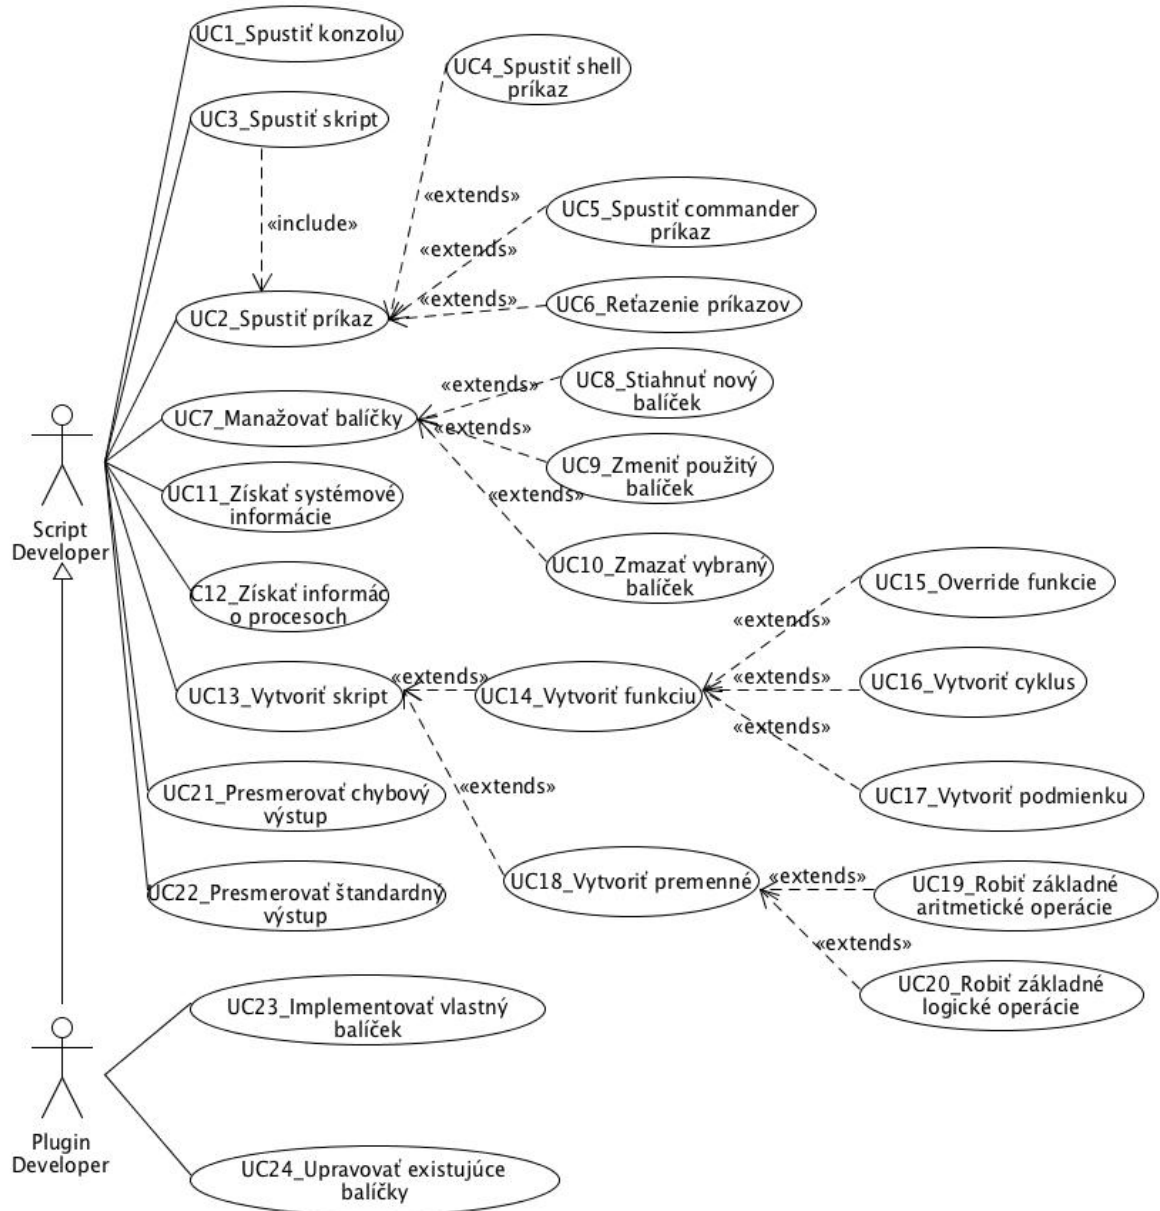 UC1_Spustiť konzolu
UC4_Spustiť shell
príkaz
UC3_Spustiť skript
«extends»
UC5_Spustiť commander
príkaz
«include»
«extends»
UC2_Spustiť príkaz
«extends»
UC6_Reťazenie príkazov
UC7_Manažovať balíčky
«extends»
UC8_Stiahnuť nový
balíček
«extends»
UC9_Zmeniť použitý
balíček
UC11_Získať systémové
informácie
«extends»
Script
Developer
UC10_Zmazať vybraný
balíček
C12_Získať informác
o procesoch
UC15_Override funkcie
«extends»
UC13_Vytvoriť skript
«extends»
UC14_Vytvoriť funkciu
«extends»
UC16_Vytvoriť cyklus
«extends»
UC21_Presmerovať chybový
výstup
«extends»
UC17_Vytvoriť podmienku
UC22_Presmerovať štandardný
výstup
UC18_Vytvoriť premenné
«extends»
UC19_Robiť základné
aritmetické operácie
«extends»
UC20_Robiť základné
logické operácie
UC23_Implementovať vlastný
balíček
Plugin
Developer
UC24_Upravovať existujúce
balíčky